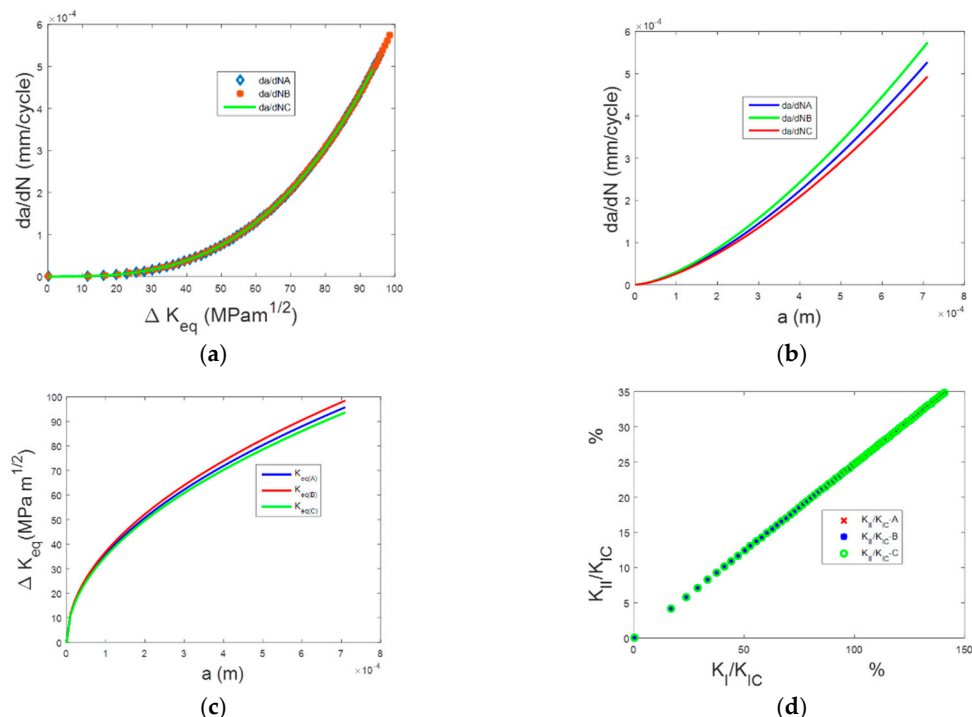 ×10⁻⁴
6
5
4
3
2
1
0
da/dN (mm/cycle)
da/dNA
da/dNB
da/dNC
0 10 20 30 40 50 60 70 80 90 100
Δ K_eq (MPam^1/2)
(a)
×10⁻⁴
6
5
4
3
2
1
0
da/dN (mm/cycle)
da/dNA
da/dNB
da/dNC
0 1 2 3 4 5 6 7 8
×10⁻⁴
a (m)
(b)
100
90
80
70
60
50
40
30
20
10
0
Δ K_eq(MPa m^1/2)
K_eq(A)
K_eq(B)
K_eq(C)
0 1 2 3 4 5 6 7 8
×10⁻⁴
a (m)
(c)
35
30
25
20
15
10
5
0
K_II/K_IC %
K_II/K_IC-A
K_II/K_IC-B
K_II/K_IC-C
0 50 100 150
K_I/K_IC %
(d)